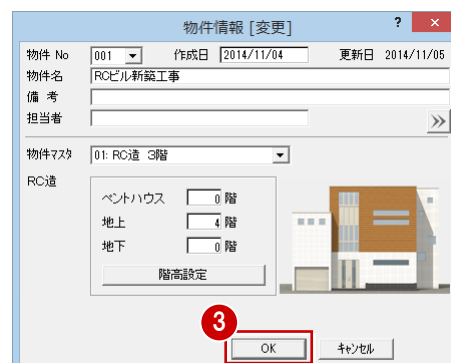 物件情報 [変更]
? ×
物件 No 001 作成日 2014/11/04 更新日 2014/11/05
物件名 RCビル新築工事
備 考
担当者
>>
物件マスタ 01: RC造 3階
RC造
ペントハウス 0 階
地上 4 階
地下 0 階
階高設定
3
OK キャンセル